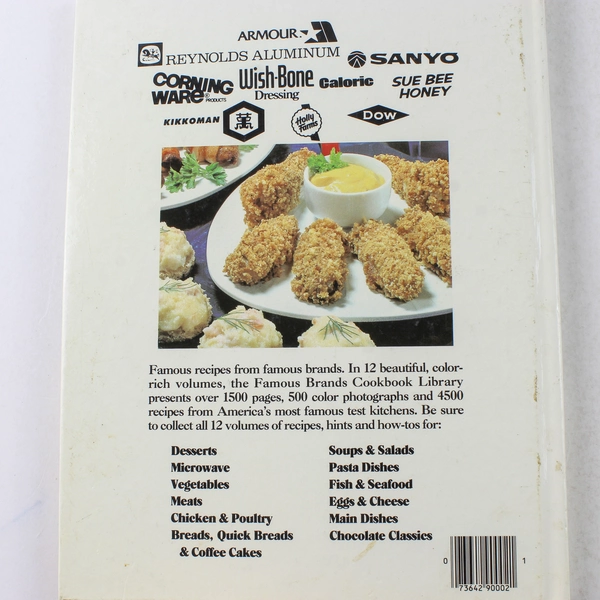 ARMOUR
REYNOLDS ALUMINUM
SANYO
CORNING WARE® PRODUCTS
Wish-Bone
Dressing
Caloric
SUE BEE
HONEY
KIKKOMAN
萬
Holly
Farms
DOW
Famous recipes from famous brands. In 12 beautiful, color-
rich volumes, the Famous Brands Cookbook Library
presents over 1500 pages, 500 color photographs and 4500
recipes from America's most famous test kitchens. Be sure
to collect all 12 volumes of recipes, hints and how-tos for:
Desserts
Microwave
Vegetables
Meats
Chicken & Poultry
Breads, Quick Breads
& Coffee Cakes
Soups & Salads
Pasta Dishes
Fish & Seafood
Eggs & Cheese
Main Dishes
Chocolate Classics
0 73642 90002 1